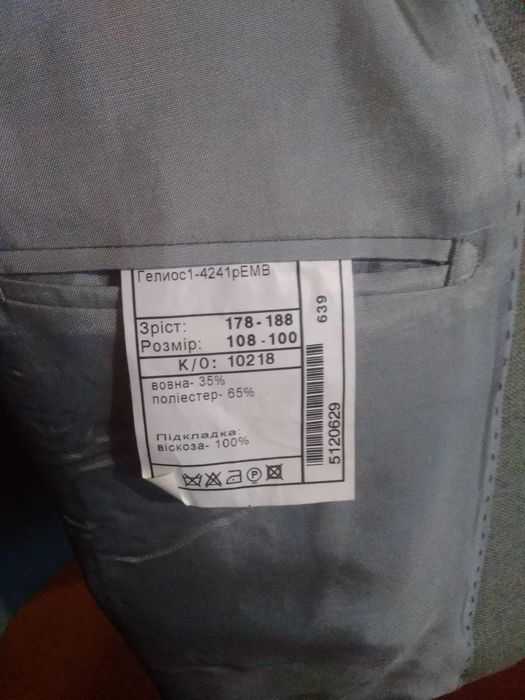 Гелиос1-4241рЕМВ
Зріст: 178-188
Розмір: 108-100
К/О: 10218
вовна- 35%
поліестер- 65%
Підкладка:
віскоза- 100%
639
5120629
P